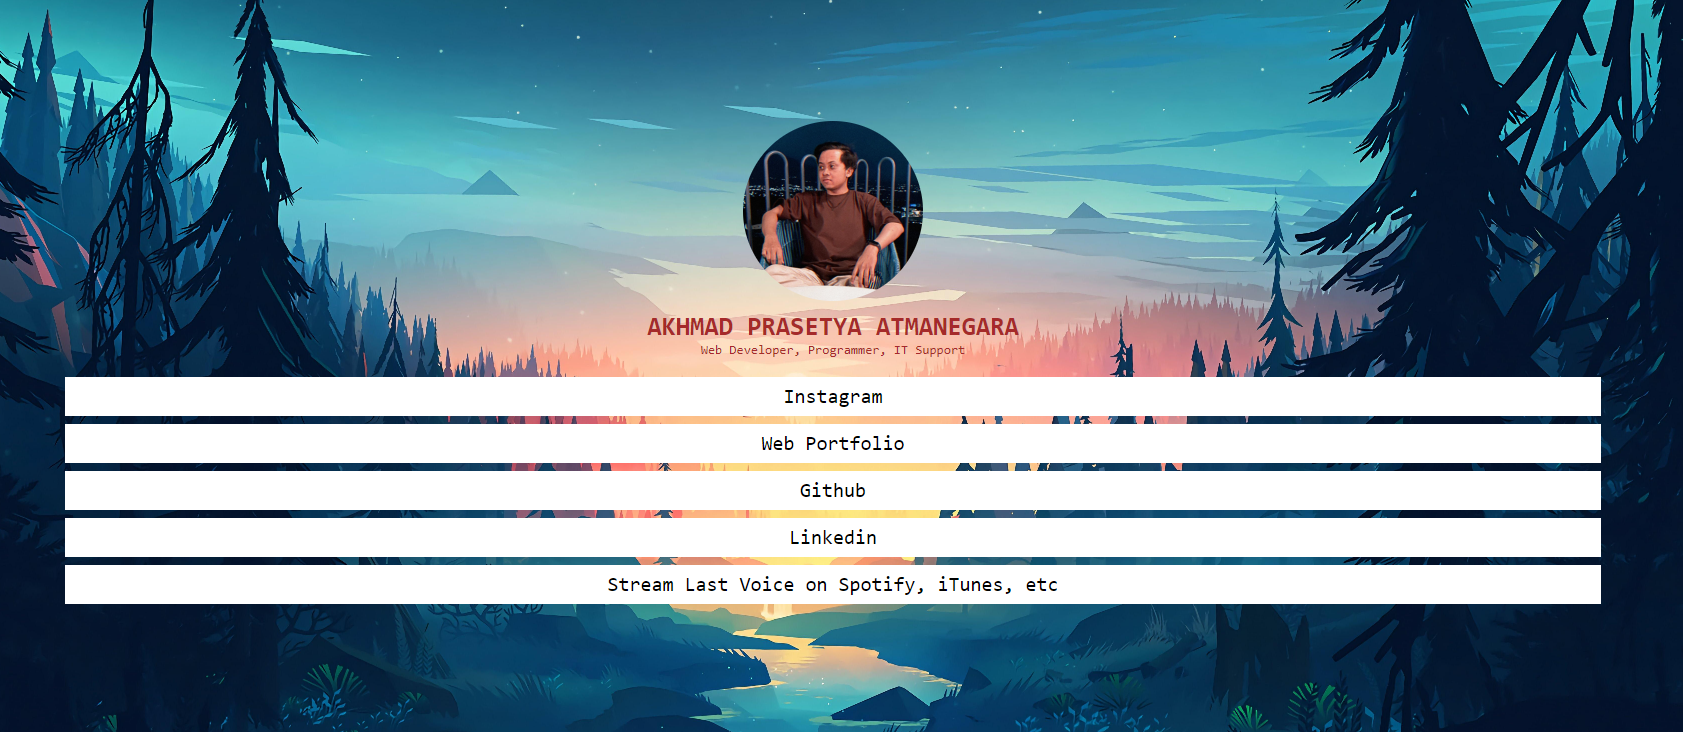 AKHMAD PRASETYA ATMANEGARA
Web Developer, Programmer, IT Support
Instagram
Web Portfolio
Github
Linkedin
Stream Last Voice on Spotify, iTunes, etc